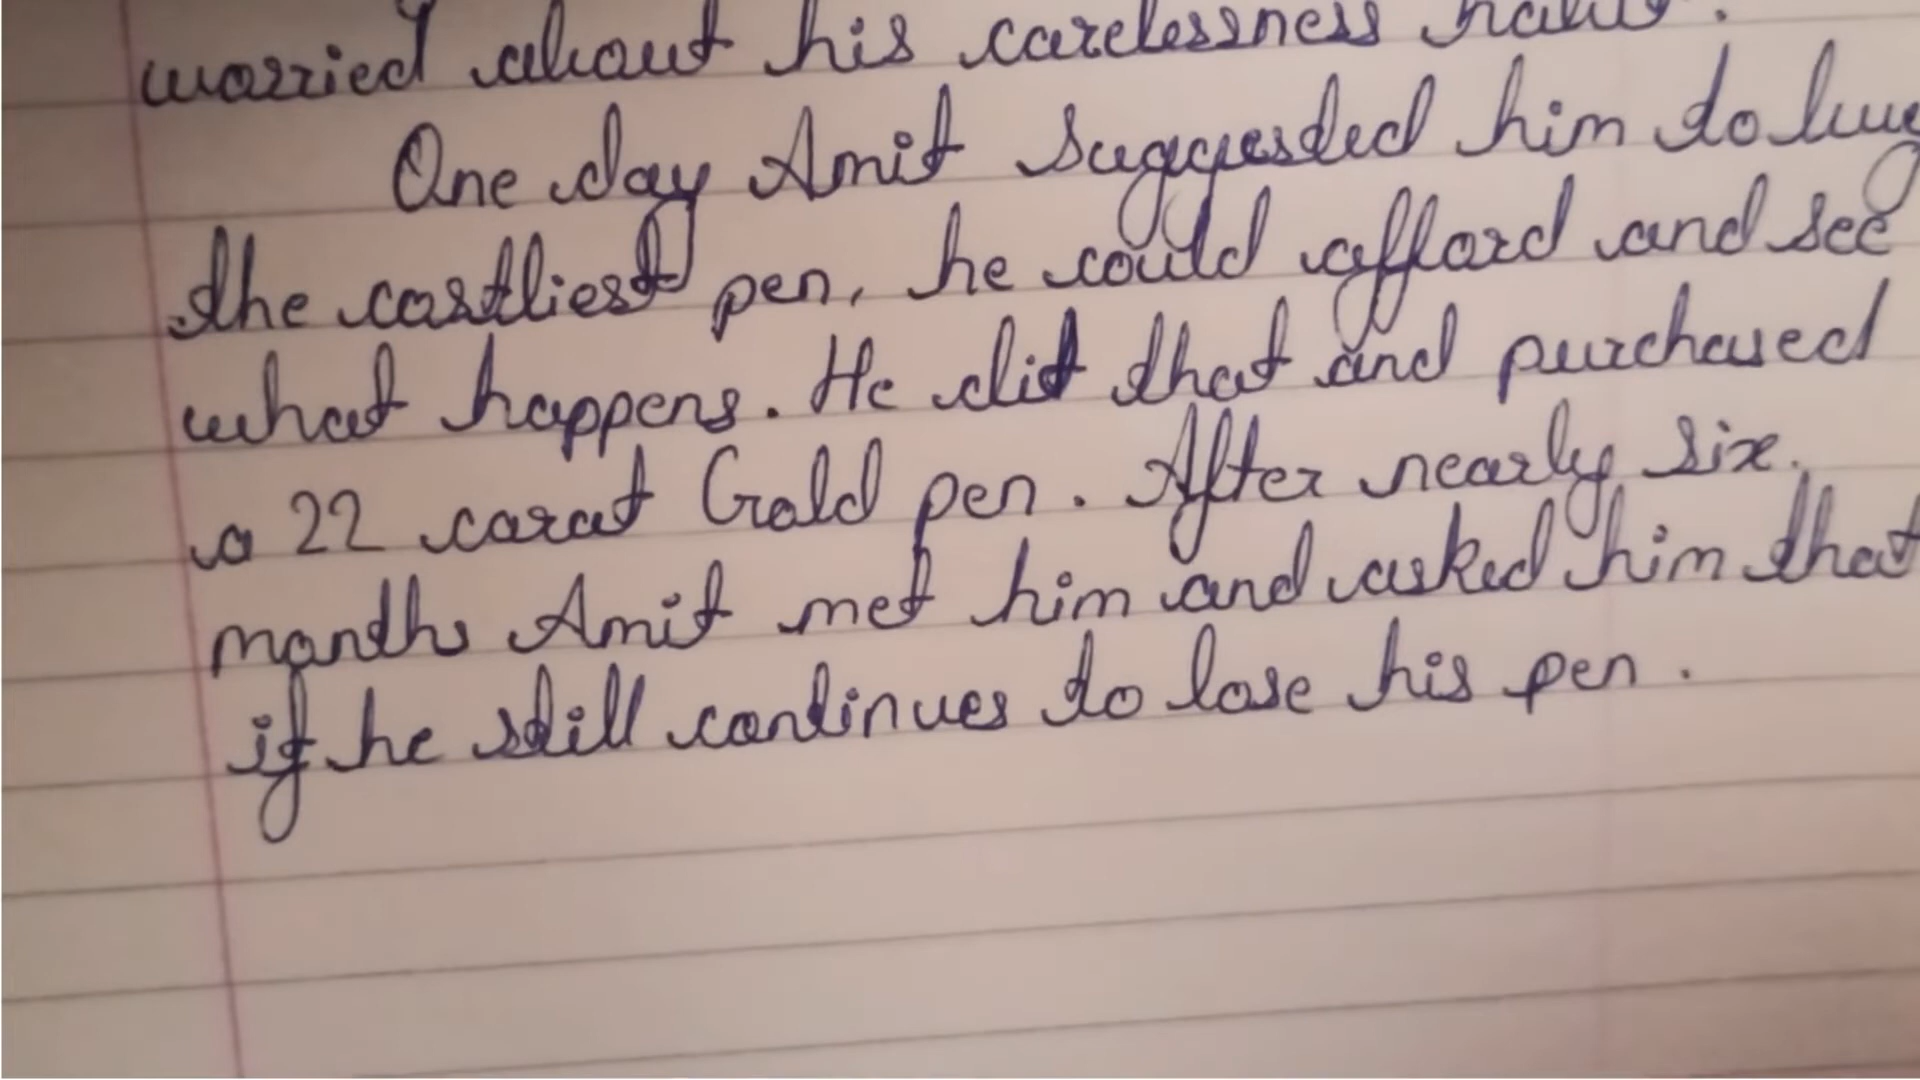 worried about his carelessness habit.
One day Amit suggested him to buy
the costliest pen, he could afford and see
what happens. He did that and purchased
a 22 carat Gold pen. After nearly six
months Amit met him and asked him that
if he still continues to lose his pen.